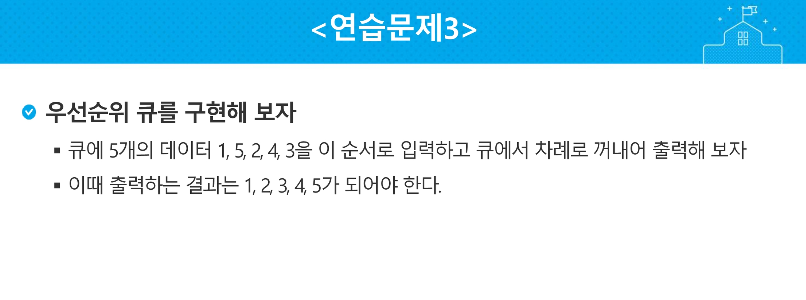 <연습문제3>
우선순위 큐를 구현해 보자
▪ 큐에 5개의 데이터 1, 5, 2, 4, 3을 이 순서로 입력하고 큐에서 차례로 꺼내어 출력해 보자
▪ 이때 출력하는 결과는 1, 2, 3, 4, 5가 되어야 한다.